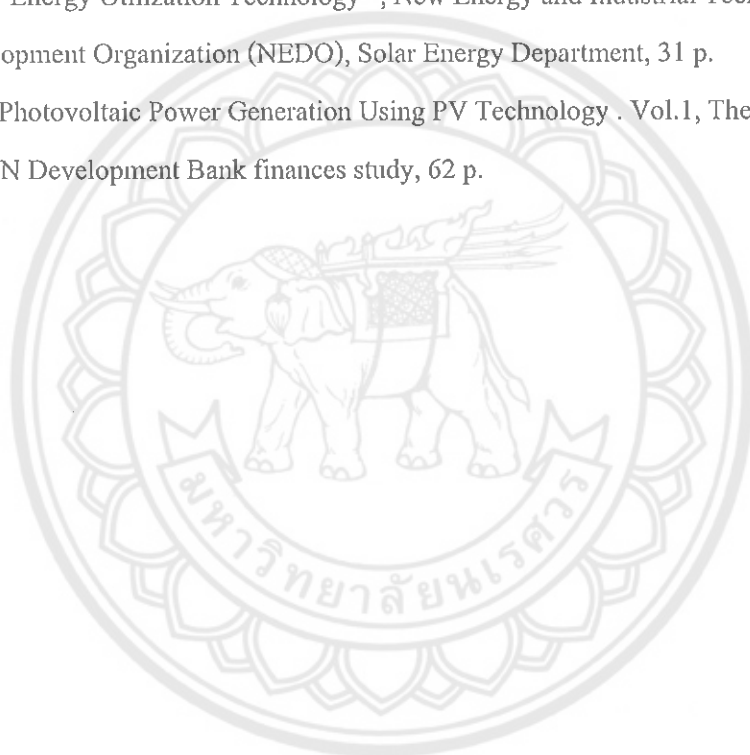 Energy Utilization Technology , New Energy and Industrial Tec
opment Organization (NEDO), Solar Energy Department, 31 p.
Photovoltaic Power Generation Using PV Technology . Vol.1, The
N Development Bank finances study, 62 p.
มหาวิทยาลัยนเรศวร